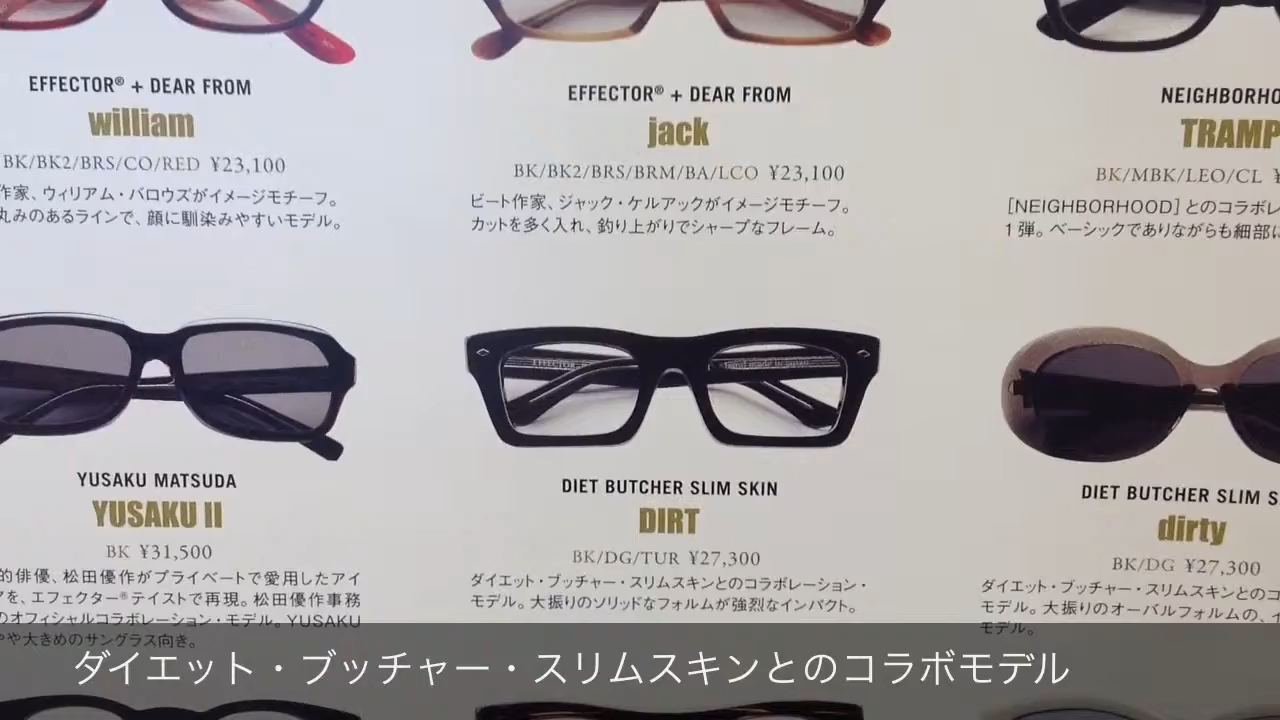 EFFECTOR® + DEAR FROM
william
BK/BK2/BRS/CO/RED ¥23,100
作家、ウィリアム・バロウズがイメージモチーフ。
丸みのあるラインで、顔に馴染みやすいモデル。
EFFECTOR® + DEAR FROM
jack
BK/BK2/BRS/BRM/BA/LCO ¥23,100
ビート作家、ジャック・ケルアックがイメージモチーフ。
カットを多く入れ、釣り上がりでシャープなフレーム。
NEIGHBORHO
TRAMP
BK/MBK/LEO/CL ¥
[NEIGHBORHOOD]とのコラボレ
1弾。ベーシックでありながらも細部に
YUSAKU MATSUDA
YUSAKU II
BK ¥31,500
的俳優、松田優作がプライベートで愛用したアイ
アを、エフェクター®テイストで再現。松田優作事務
のオフィシャルコラボレーション・モデル。YUSAKU
や大きめのサングラス向き。
DIET BUTCHER SLIM SKIN
DIRT
BK/DG/TUR ¥27,300
ダイエット・ブッチャー・スリムスキンとのコラボレーション・
モデル。大振りのソリッドなフォルムが強烈なインパクト。
DIET BUTCHER SLIM S
dirty
BK/DG ¥27,300
ダイエット・ブッチャー・スリムスキンとのコ
モデル。大振りのオーバルフォルムの、イ
モデル。
ダイエット・ブッチャー・スリムスキンとのコラボモデル